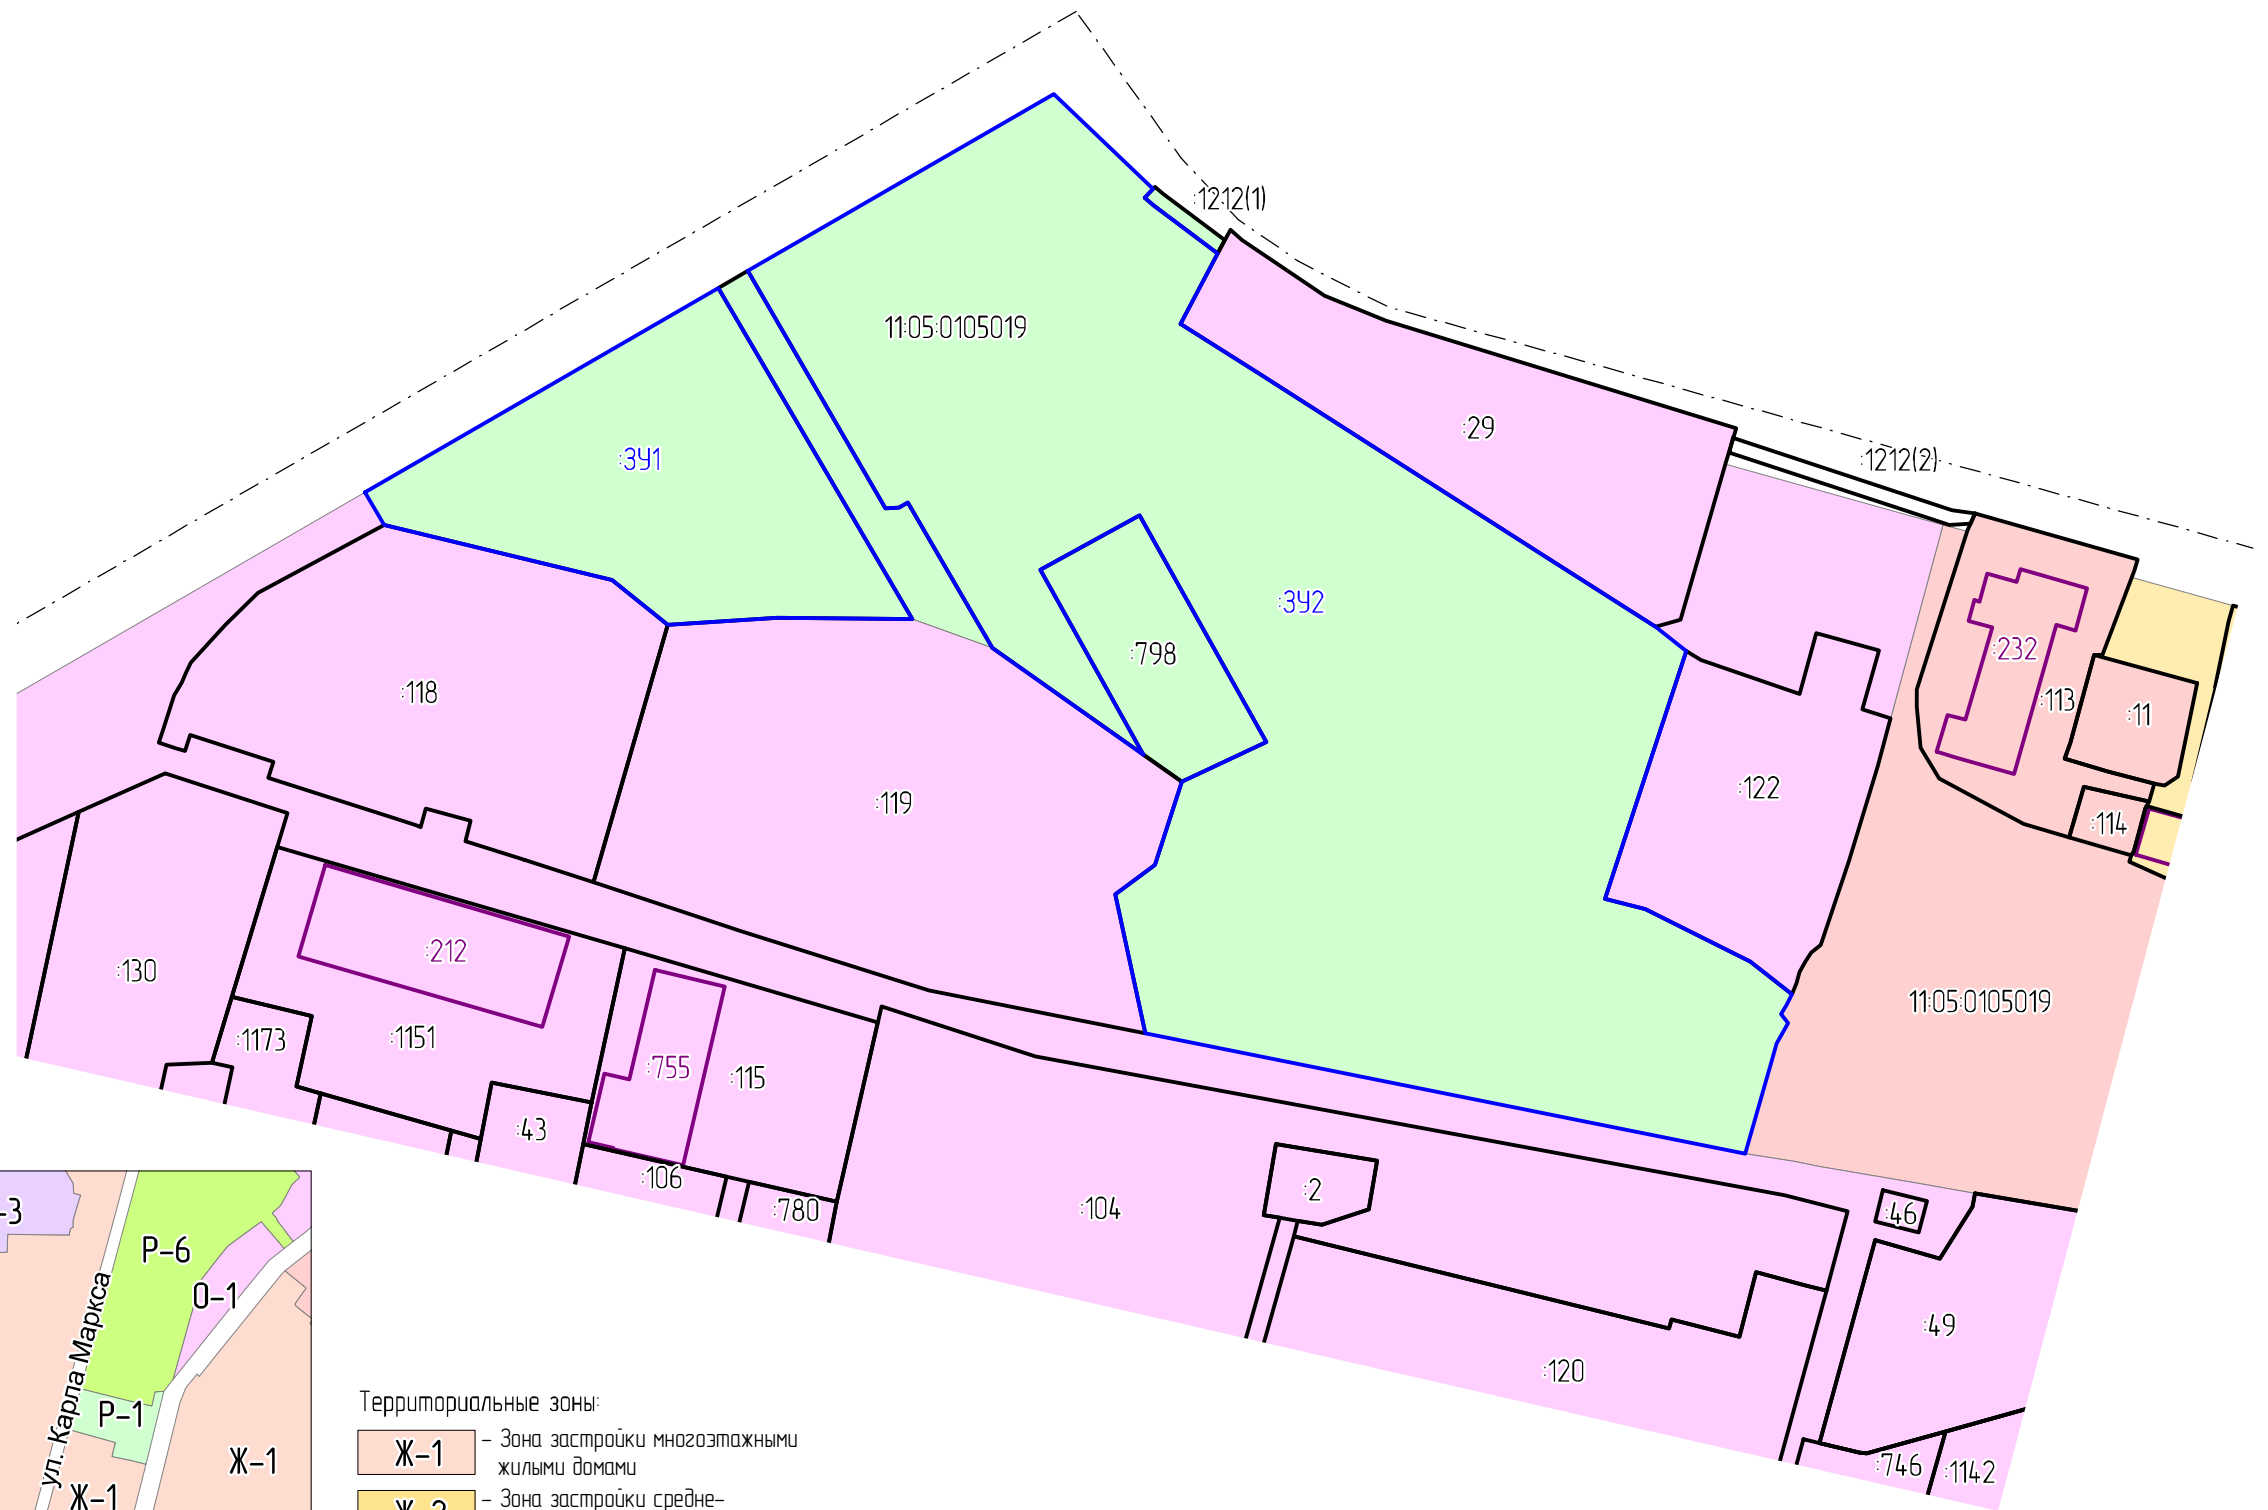 :1212(1)
11:05:0105019
:29
:ЗУ1
:1212(2)
:ЗУ2
:232
:798
:118
:113
:11
:122
:119
:114
:212
:130
11:05:0105019
:1173
:1151
:755
:115
:43
:106
:780
:104
:2
:46
:49
:120
:746
:1142
-3
Р-6
О-1
ул. Карла Маркса
Р-1
Ж-1
Ж-1
Территориальные зоны:
Ж-1 - Зона застройки многоэтажными
жилыми домами
- Зона застройки средне-